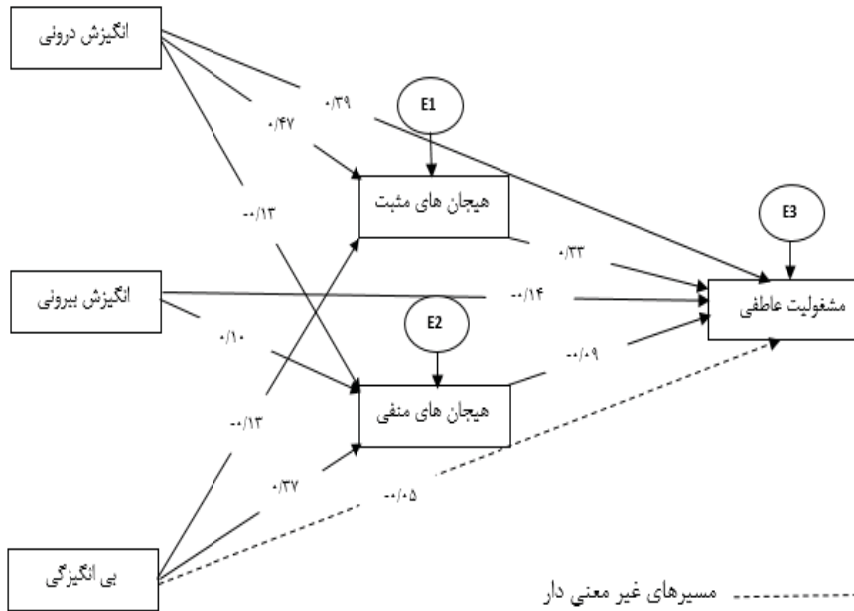 انگیزش درونی
E1
۰/۳۹
۰/۴۷
هیجان های مثبت
E3
-۰/۱۳
۰/۳۳
انگیزش بیرونی
-۰/۱۴
مشغولیت عاطفی
E2
۰/۱۰
-۰/۰۹
هیجان های منفی
-۰/۱۳
۰/۳۷
-۰/۰۵
بی انگیزگی
مسیرهای غیر معنی دار